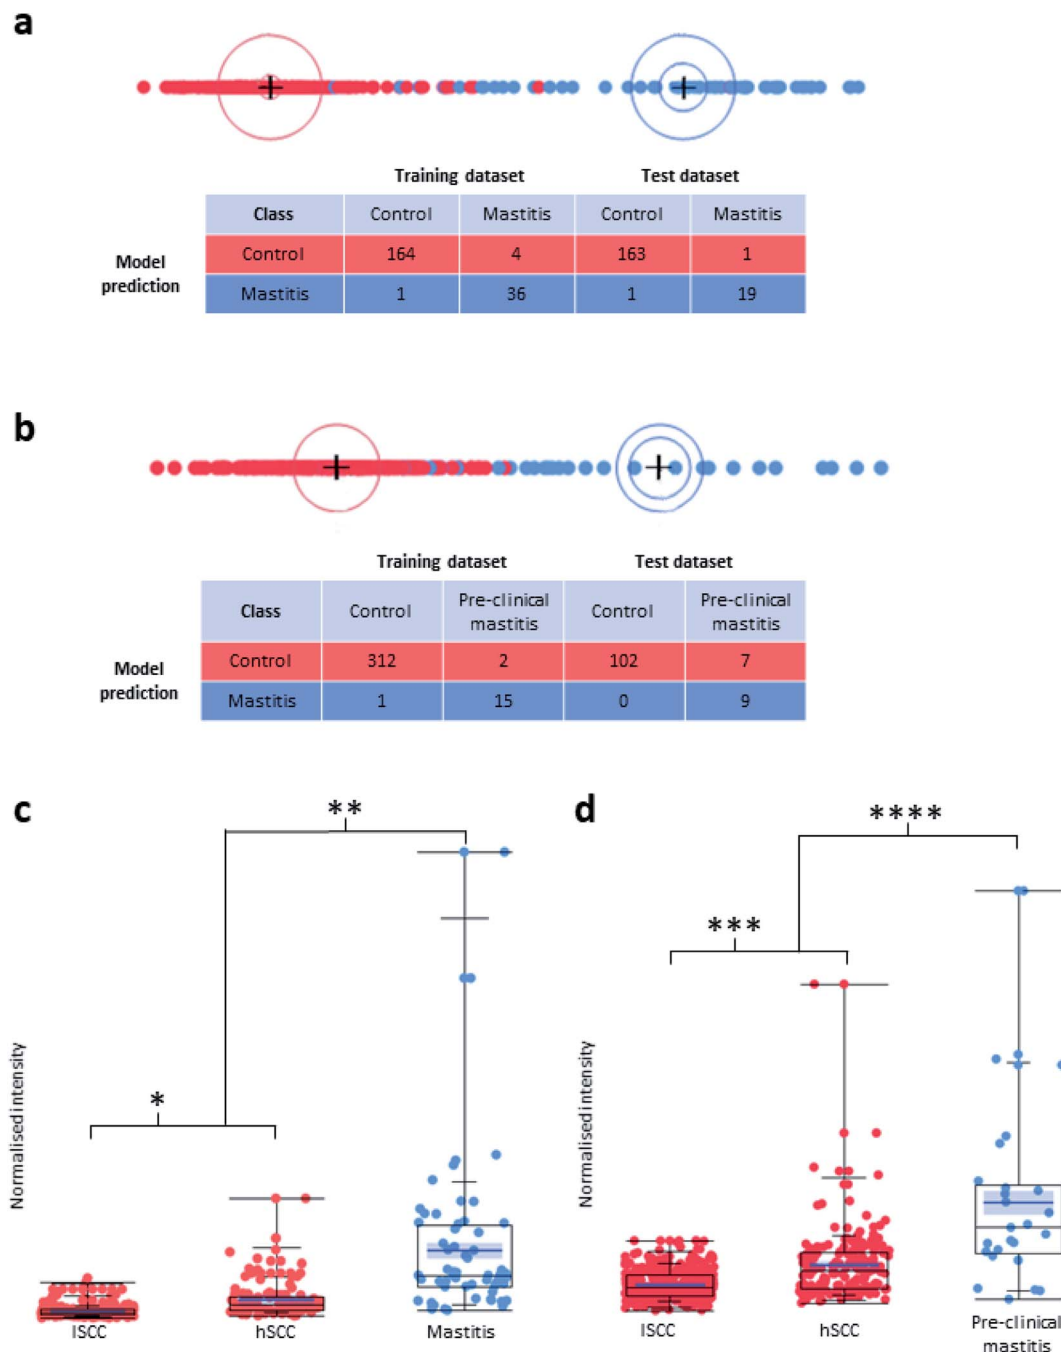 a
Training dataset Test dataset
Class Control Mastitis Control Mastitis
Model prediction
Control 164 4 163 1
Mastitis 1 36 1 19
b
Training dataset Test dataset
Class Control Pre-clinical mastitis Control Pre-clinical mastitis
Model prediction
Control 312 2 102 7
Mastitis 1 15 0 9
c
**
*
Normalised intensity
lSCC hSCC Mastitis
d
****
***
Normalised intensity
lSCC hSCC Pre-clinical mastitis